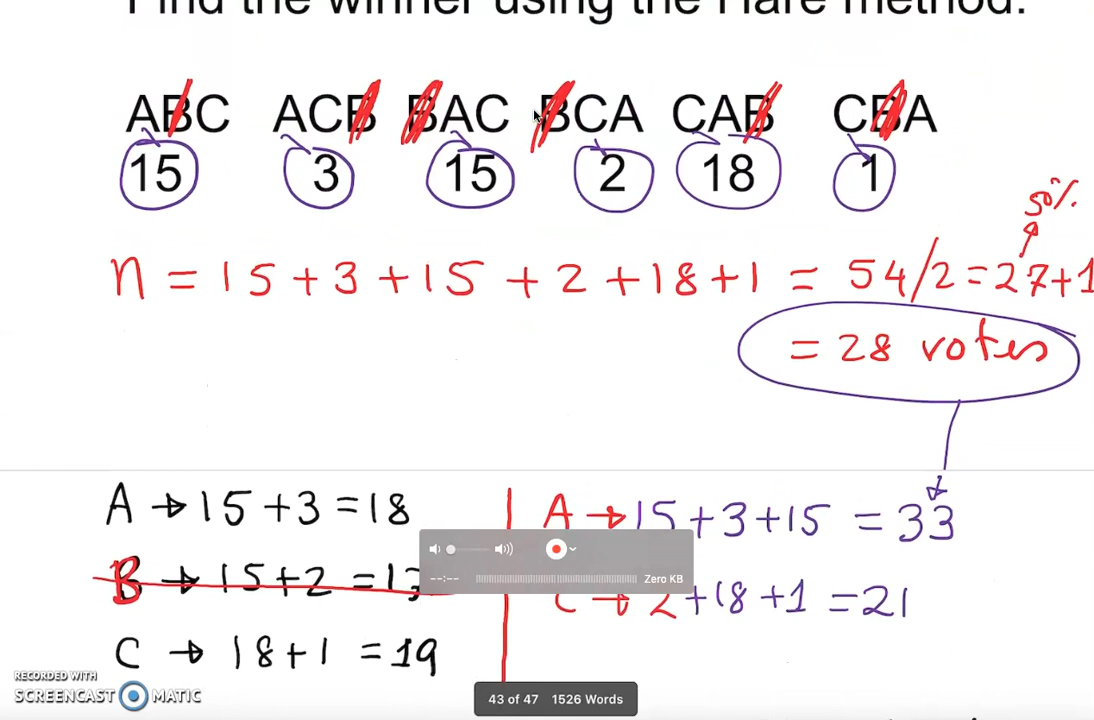 Find the winner using the Hare method.
ABC ACB BAC BCA CAB CBA
15 3 15 2 18 1
50%
n = 15 + 3 + 15 + 2 + 18 + 1 = 54/2 = 27+1
= 28 votes
A → 15 + 3 = 18
A → 15 + 3 + 15 = 33
--:-- Zero KB
B → 15 + 2 = 17
C → 2 + 18 + 1 = 21
C → 18 + 1 = 19
RECORDED WITH
SCREENCAST MATIC
43 of 47 1526 Words